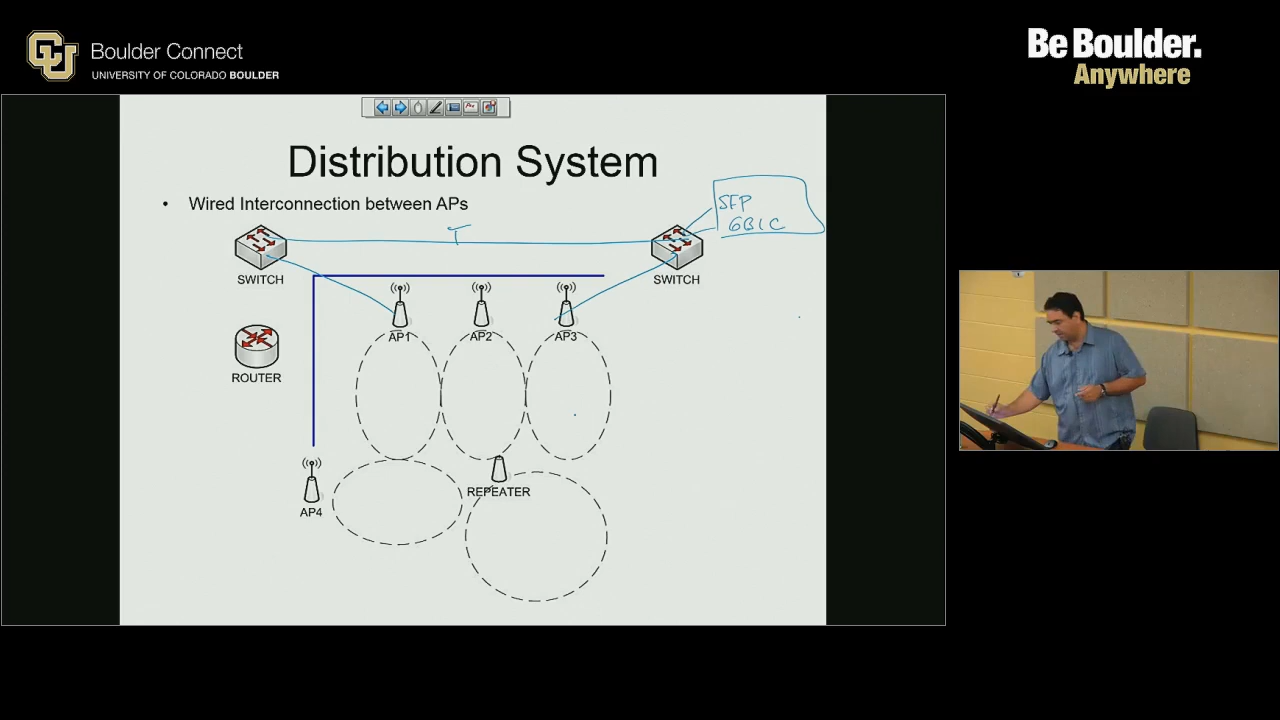 Boulder Connect
UNIVERSITY OF COLORADO BOULDER
Be Boulder.
Anywhere
Distribution System
• Wired Interconnection between APs
SFP
GBIC
T
SWITCH
SWITCH
AP1
AP2
AP3
ROUTER
REPEATER
AP4